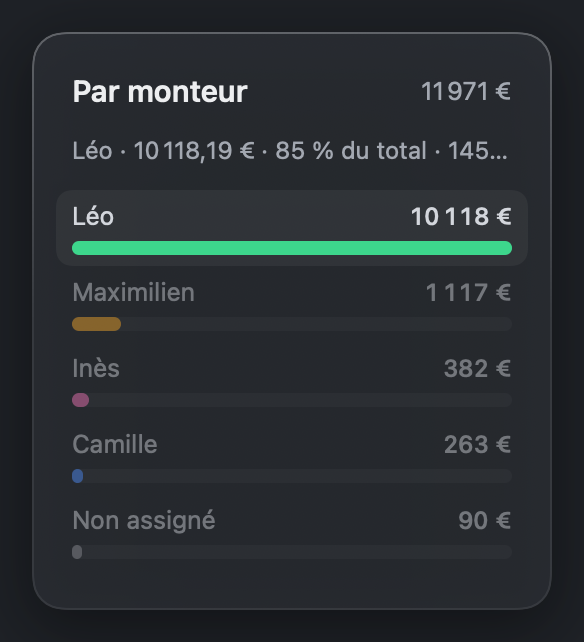 Par monteur 11 971 €
Léo · 10 118,19 € · 85 % du total · 145…
Léo 10 118 €
Maximilien 1 117 €
Inès 382 €
Camille 263 €
Non assigné 90 €